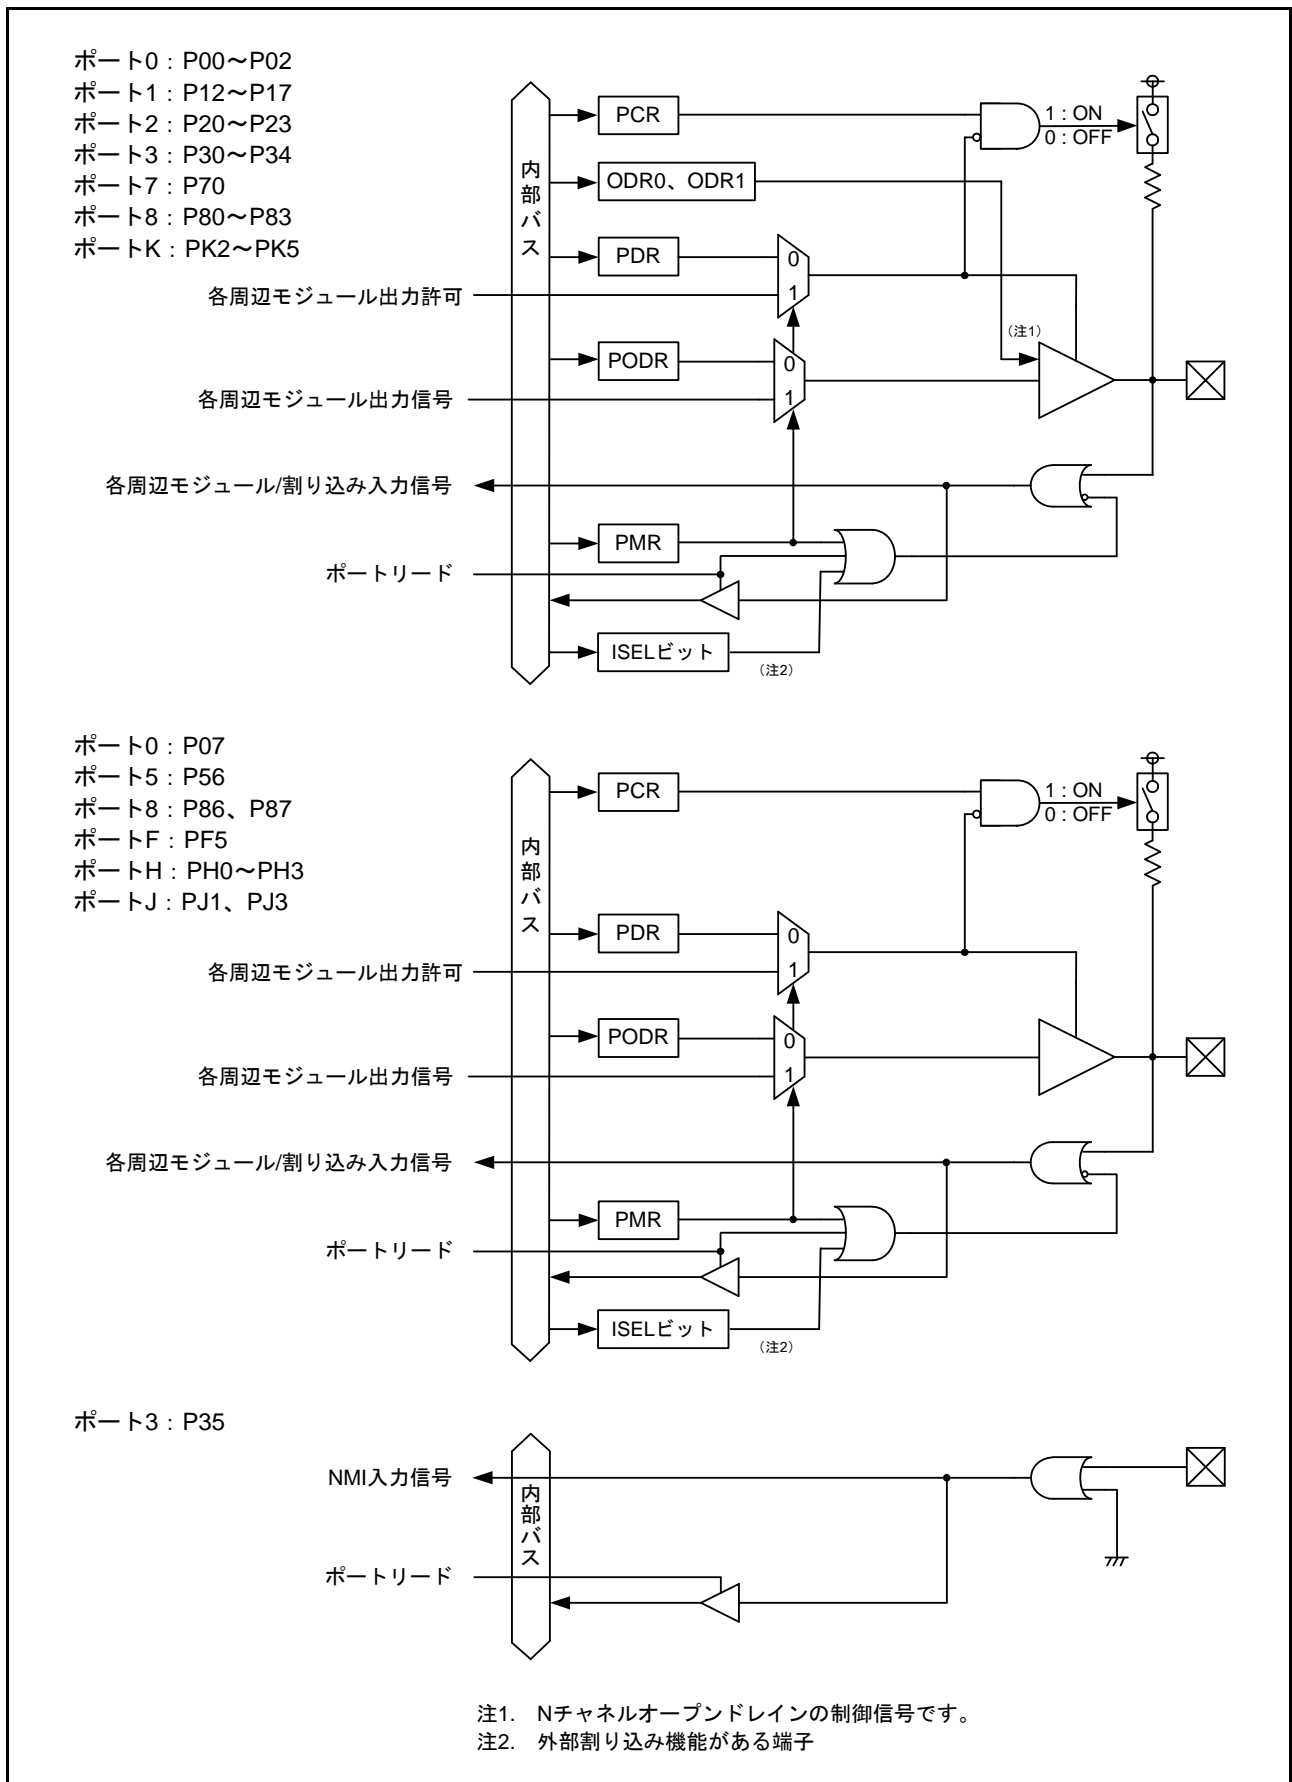 ポート0：P00～P02
ポート1：P12～P17
ポート2：P20～P23
ポート3：P30～P34
ポート7：P70
ポート8：P80～P83
ポートK：PK2～PK5
内部バス
PCR
1 : ON
0 : OFF
ODR0、ODR1
PDR
0
1
各周辺モジュール出力許可
（注1）
PODR
0
1
各周辺モジュール出力信号
各周辺モジュール/割り込み入力信号
PMR
ポートリード
ISELビット
（注2）
ポート0：P07
ポート5：P56
ポート8：P86、P87
ポートF：PF5
ポートH：PH0～PH3
ポートJ：PJ1、PJ3
内部バス
PCR
1 : ON
0 : OFF
PDR
0
1
各周辺モジュール出力許可
PODR
0
1
各周辺モジュール出力信号
各周辺モジュール/割り込み入力信号
PMR
ポートリード
ISELビット
（注2）
ポート3：P35
内部バス
NMI入力信号
ポートリード
注1. Nチャネルオープンドレインの制御信号です。
注2. 外部割り込み機能がある端子